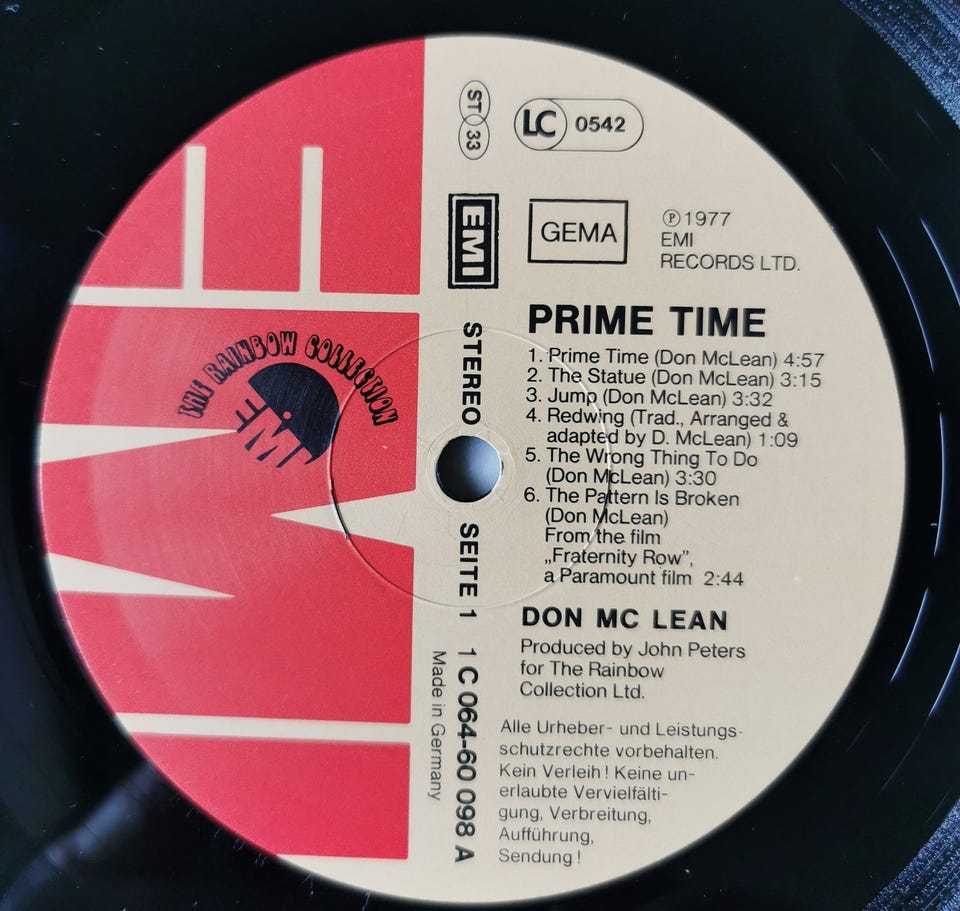 ST 33
LC 0542
EMI
GEMA
Ⓟ 1977
EMI
RECORDS LTD.
PRIME TIME
1. Prime Time (Don McLean) 4:57
2. The Statue (Don McLean) 3:15
3. Jump (Don McLean) 3:32
4. Redwing (Trad., Arranged &
adapted by D. McLean) 1:09
5. The Wrong Thing To Do
(Don McLean) 3:30
6. The Pattern Is Broken
(Don McLean)
From the film
„Fraternity Row”,
a Paramount film 2:44
DON MC LEAN
Produced by John Peters
for The Rainbow
Collection Ltd.
Alle Urheber- und Leistungs-
schutzrechte vorbehalten.
Kein Verleih! Keine un-
erlaubte Vervielfälti-
gung, Verbreitung,
Aufführung,
Sendung!
STEREO SEITE 1 1 C 064-60 098 A
Made in Germany
THE RAINBOW COLLECTION
EMI
EMI